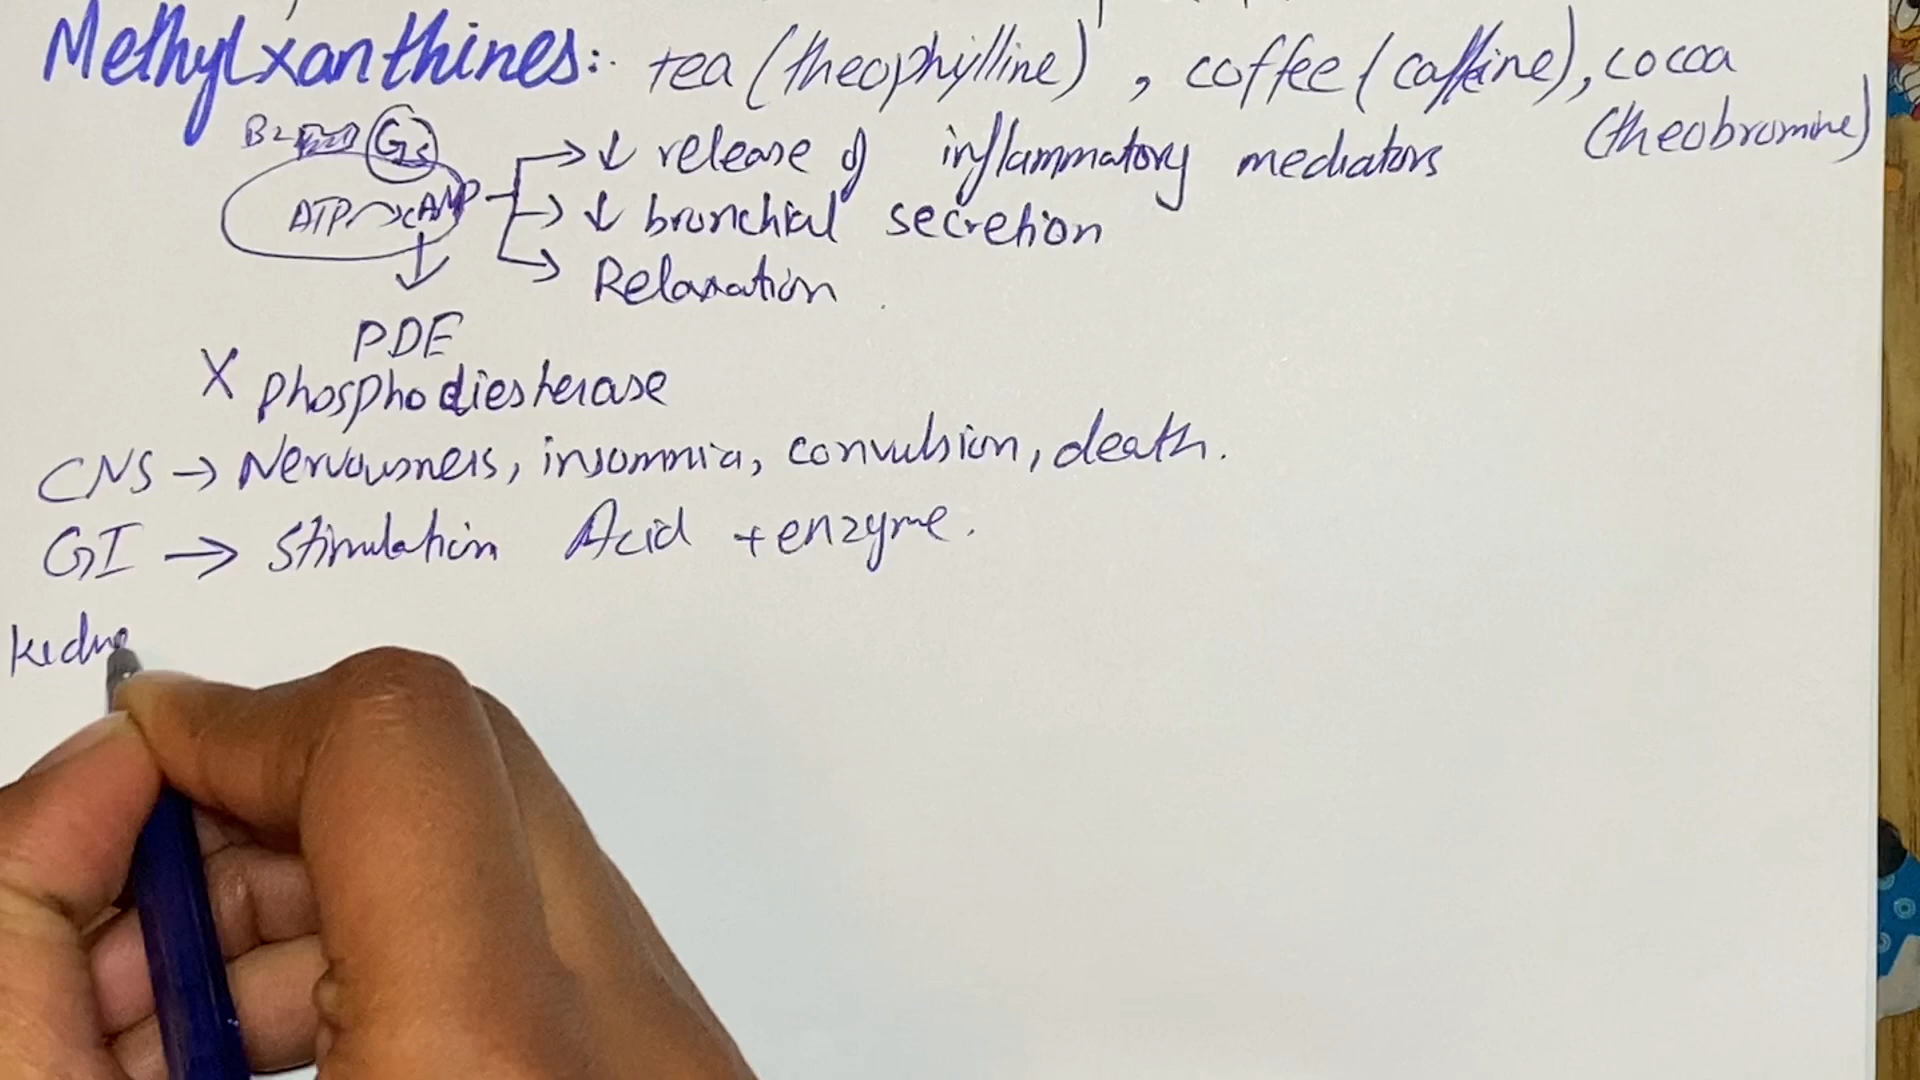 Methylxanthines: tea (theophylline), coffee (caffeine), cocoa
(theobromine)
B2 Gs
↓ release of inflammatory mediators
ATP → cAMP
↓ bronchial secretion
Relaxation
PDE
X phosphodiesterase
CNS → Nervousness, insomnia, convulsion, death.
GI → Stimulation Acid + enzyme.
Kidne